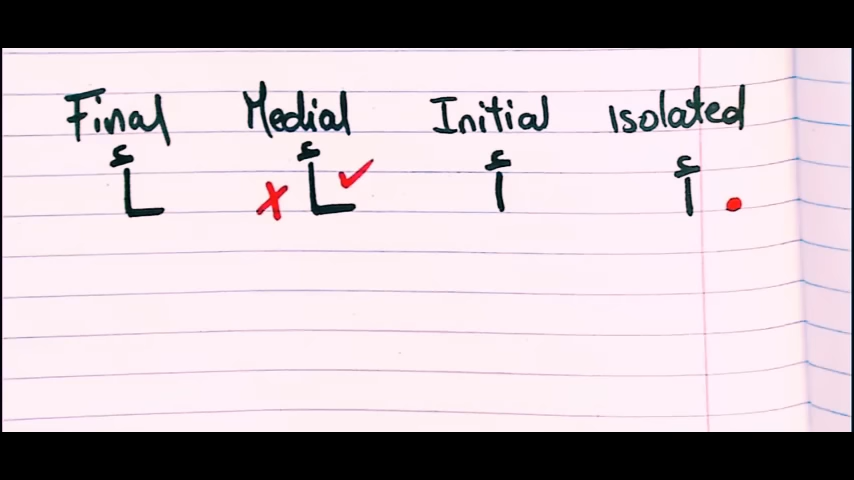 Final Medial Initial Isolated
ـأ ـأ أ أ